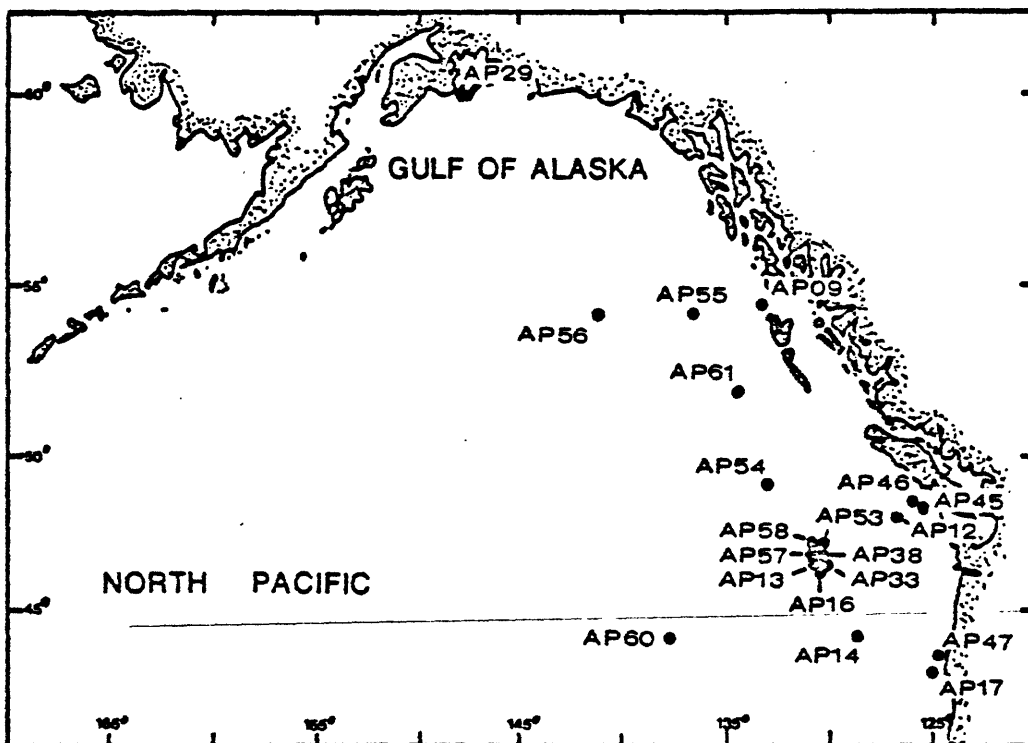 AP29
60°
GULF OF ALASKA
55°
AP09
AP55
AP56
AP61
50°
AP54
AP46
AP45
AP53
AP12
AP58
AP57
AP38
AP13
AP33
AP16
NORTH PACIFIC
45°
AP60
AP14
AP47
AP17
165°
155°
145°
135°
125°